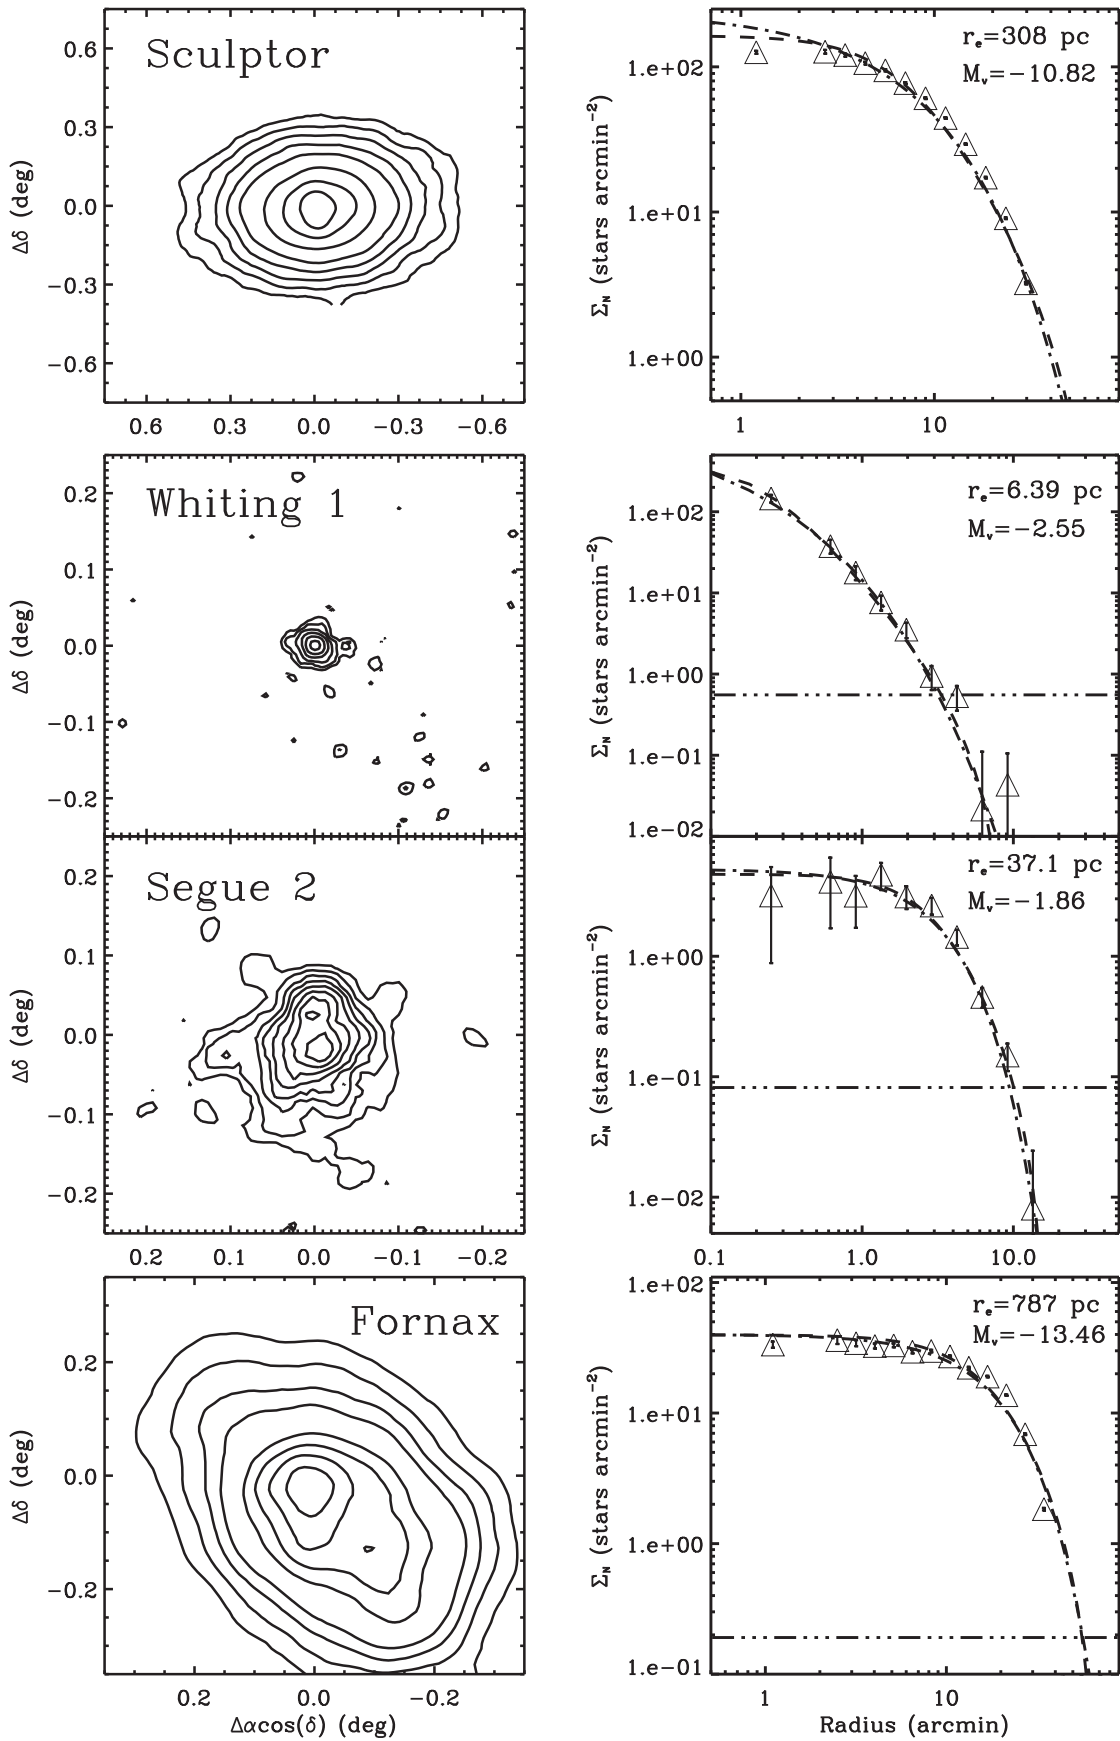 Sculptor
0.6
0.3
0.0
−0.3
−0.6
Δδ (deg)
0.6 0.3 0.0 −0.3 −0.6
r_e=308 pc
M_v=−10.82
1.e+02
1.e+01
1.e+00
Σ_N (stars arcmin⁻²)
1 10
Whiting 1
0.2
0.1
0.0
−0.1
−0.2
Δδ (deg)
r_e=6.39 pc
M_v=−2.55
1.e+02
1.e+01
1.e+00
1.e−01
1.e−02
Σ_N (stars arcmin⁻²)
Segue 2
0.2
0.1
0.0
−0.1
−0.2
Δδ (deg)
0.2 0.1 0.0 −0.1 −0.2
r_e=37.1 pc
M_v=−1.86
1.e+00
1.e−01
1.e−02
Σ_N (stars arcmin⁻²)
0.1 1.0 10.0
Fornax
0.2
0.0
−0.2
Δδ (deg)
0.2 0.0 −0.2
Δαcos(δ) (deg)
r_e=787 pc
M_v=−13.46
1.e+02
1.e+01
1.e+00
1.e−01
Σ_N (stars arcmin⁻²)
1 10
Radius (arcmin)